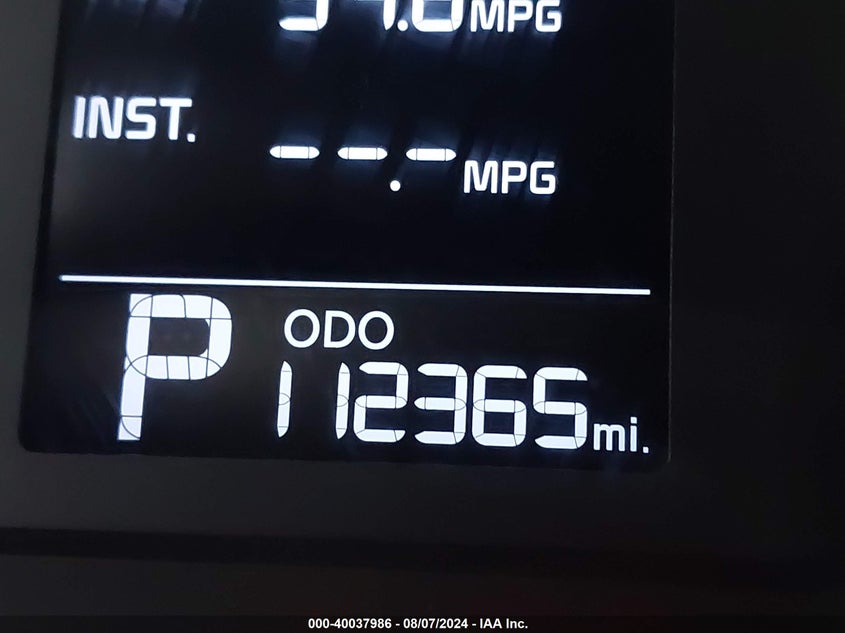 MPG
INST. --.- MPG
P ODO
112365 mi.
000-40037986 - 08/07/2024 - IAA Inc.